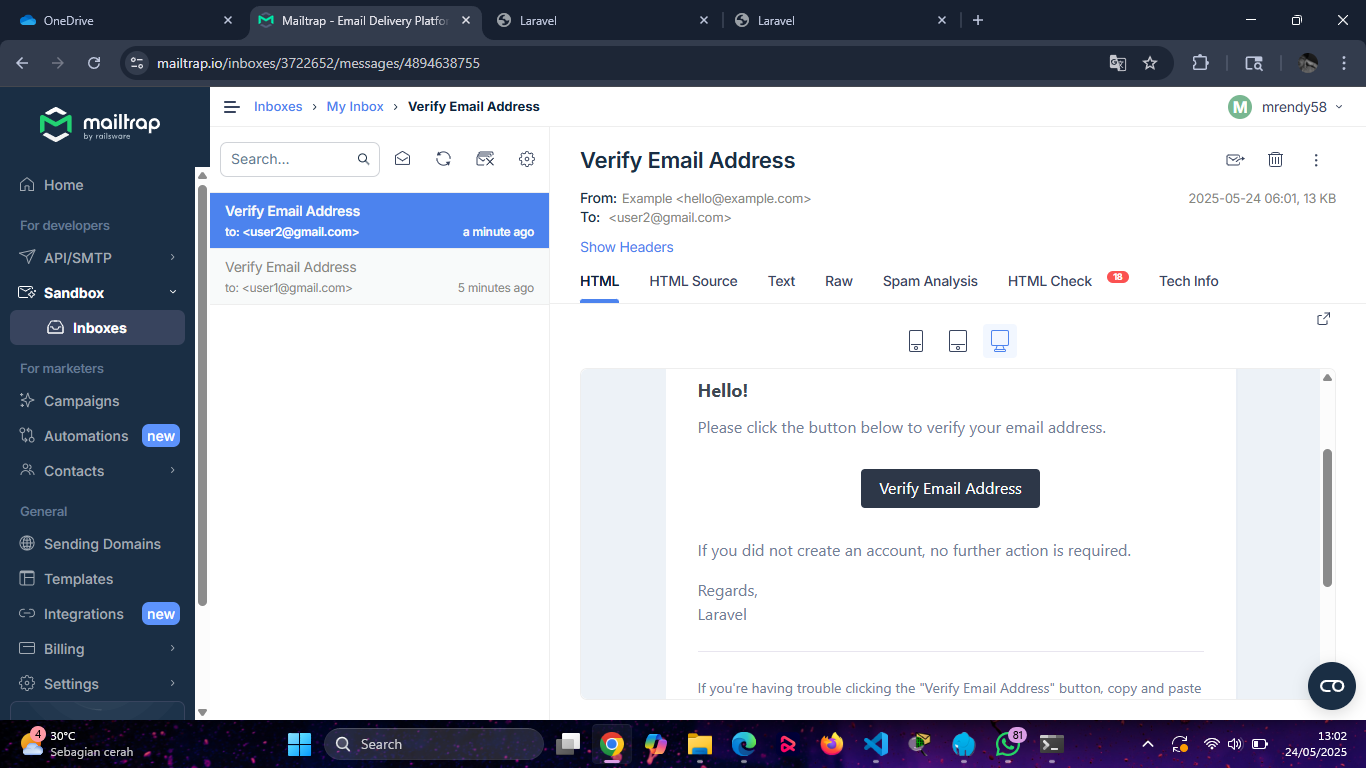 OneDrive
Mailtrap - Email Delivery Platfo
Laravel
Laravel
mailtrap.io/inboxes/3722652/messages/4894638755
mailtrap
by railsware
Inboxes › My Inbox › Verify Email Address
M mrendy58
Search...
Home
For developers
API/SMTP
Sandbox
Inboxes
For marketers
Campaigns
Automations new
Contacts
General
Sending Domains
Templates
Integrations new
Billing
Settings
Verify Email Address
to: <user2@gmail.com> a minute ago
Verify Email Address
to: <user1@gmail.com> 5 minutes ago
Verify Email Address
From: Example <hello@example.com> 2025-05-24 06:01, 13 KB
To: <user2@gmail.com>
Show Headers
HTML HTML Source Text Raw Spam Analysis HTML Check 18 Tech Info
Hello!
Please click the button below to verify your email address.
Verify Email Address
If you did not create an account, no further action is required.
Regards,
Laravel
If you're having trouble clicking the "Verify Email Address" button, copy and paste
4
30°C
Sebagian cerah
Search
81
13:02
24/05/2025